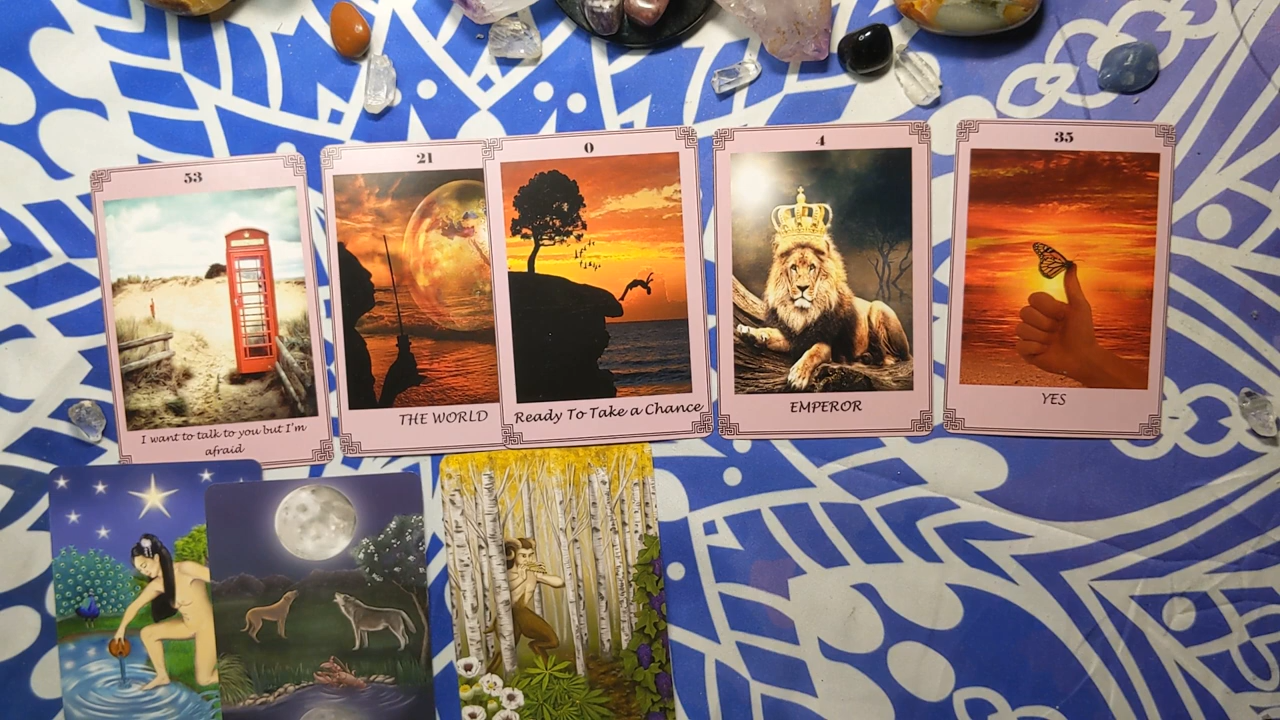 53
I want to talk to you but I'm
afraid
21
THE WORLD
0
Ready To Take a Chance
4
EMPEROR
35
YES